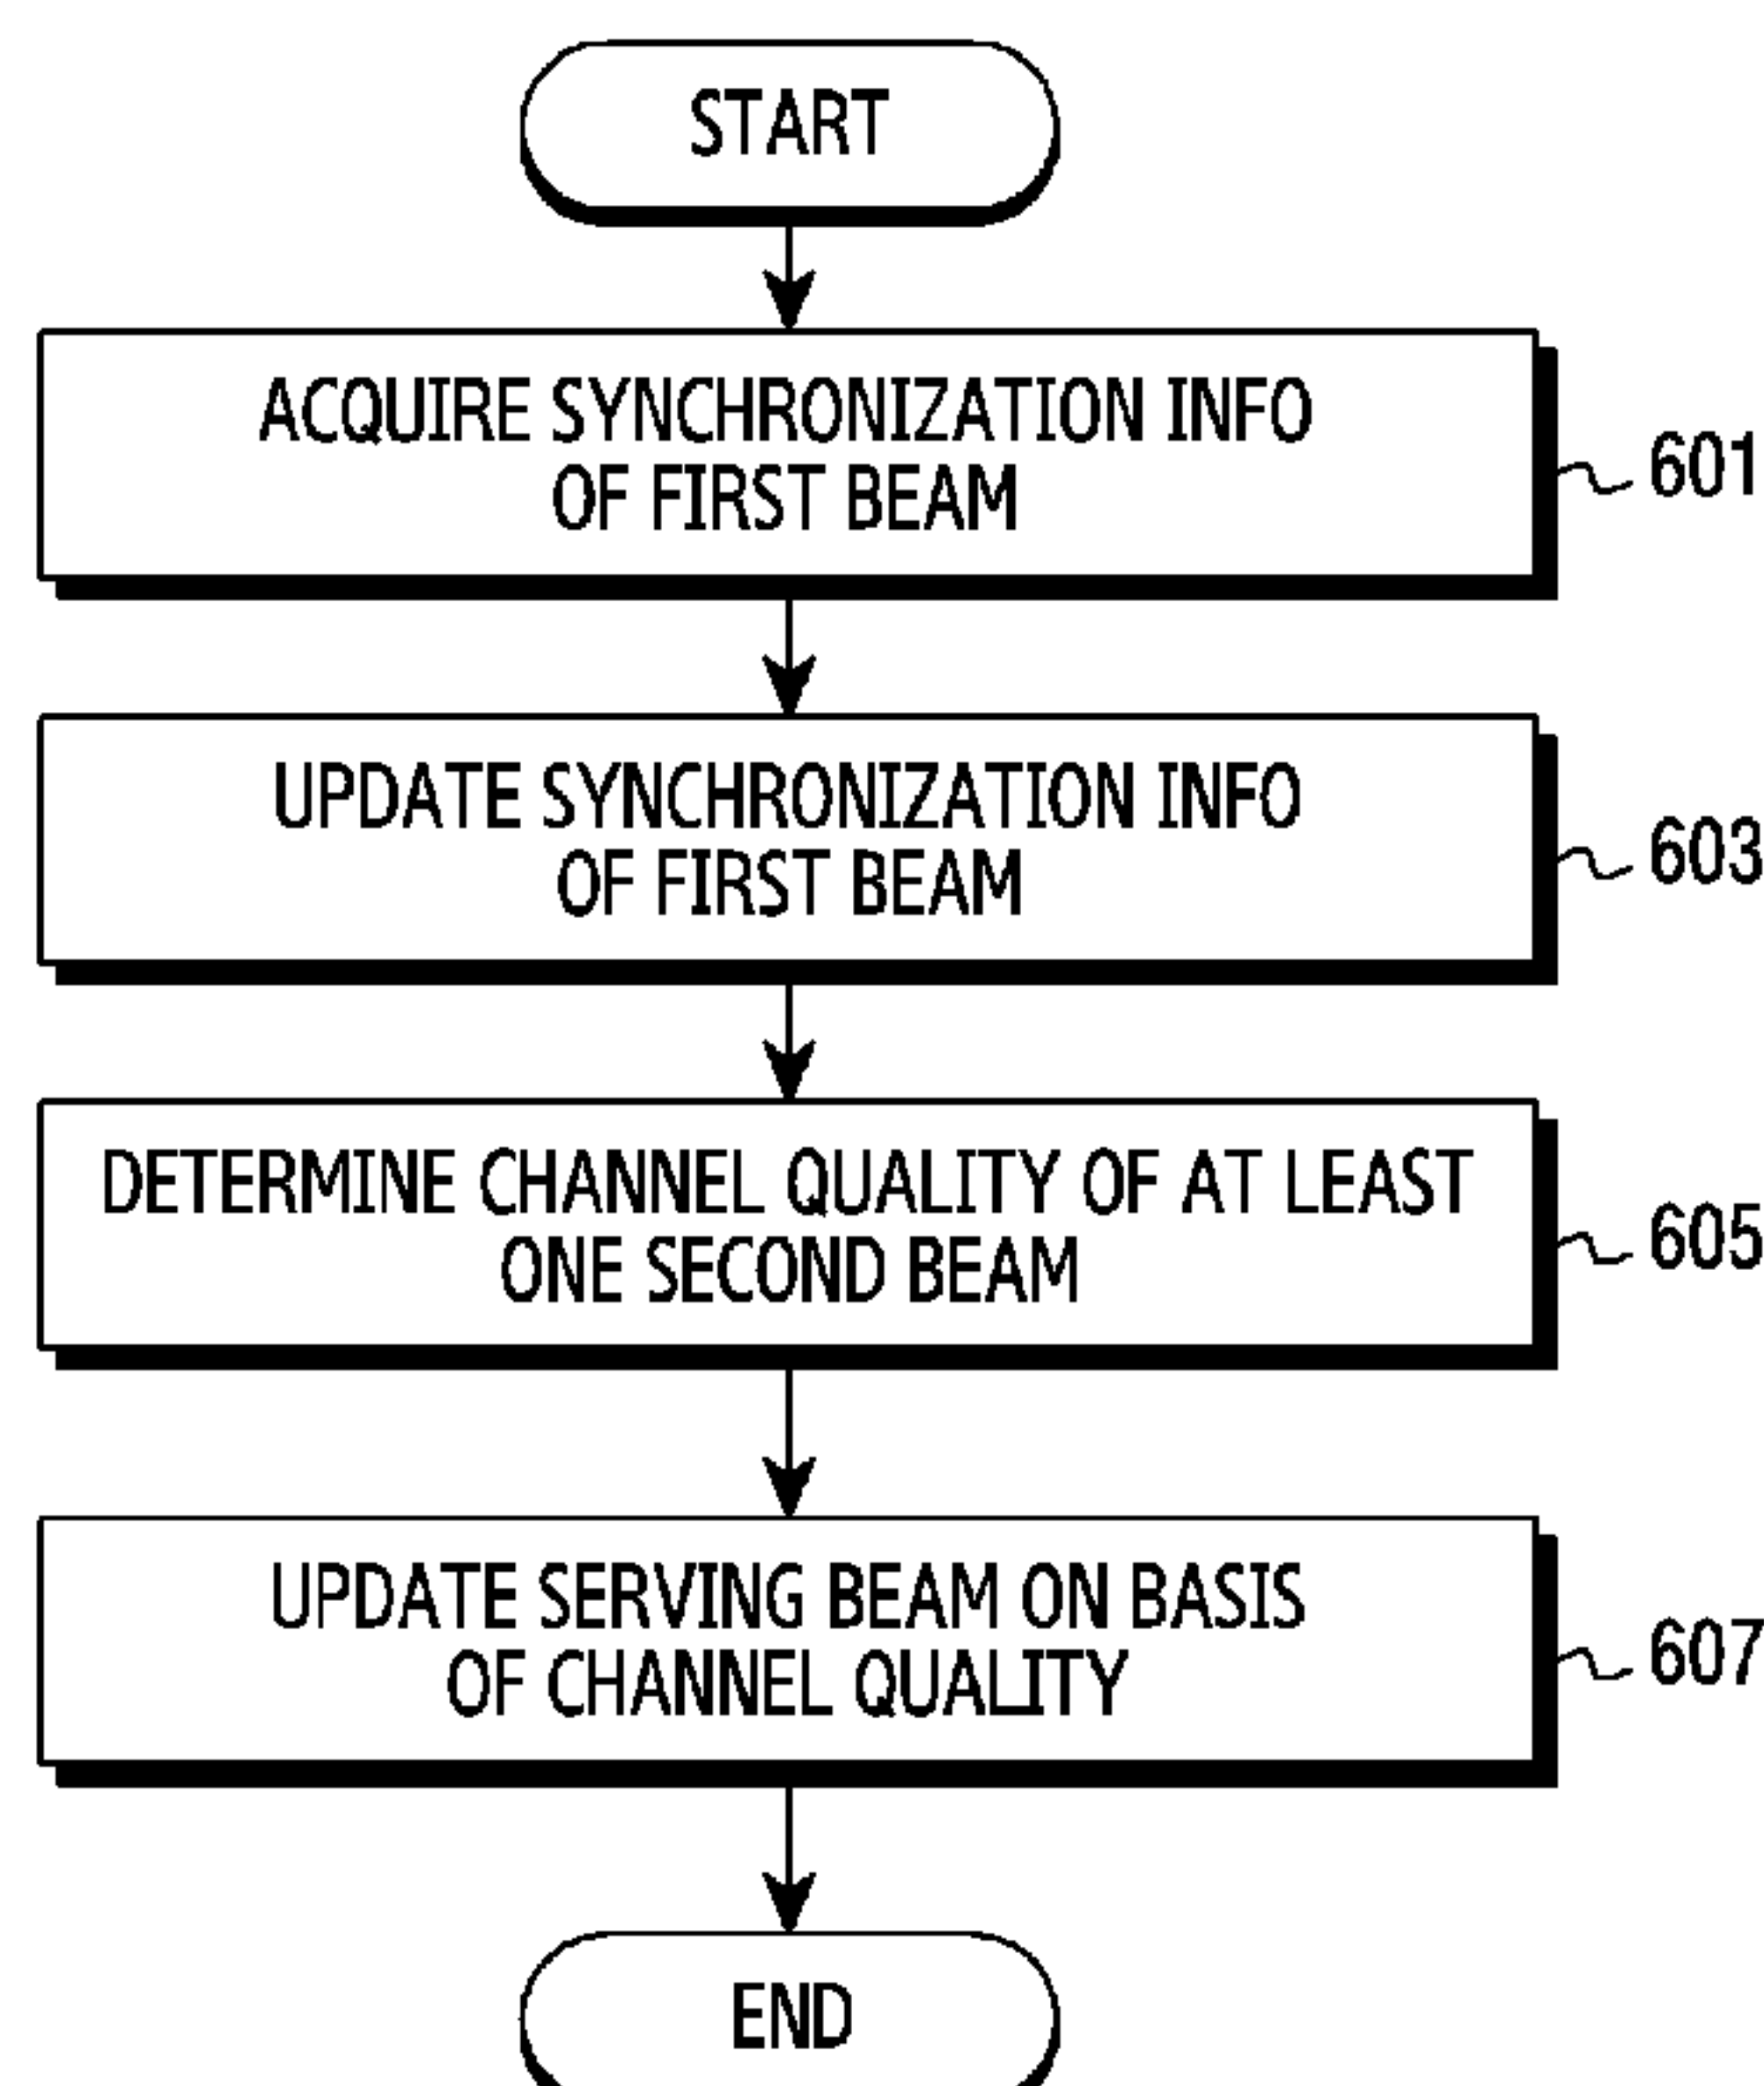 START
ACQUIRE SYNCHRONIZATION INFO
OF FIRST BEAM
601
UPDATE SYNCHRONIZATION INFO
OF FIRST BEAM
603
DETERMINE CHANNEL QUALITY OF AT LEAST
ONE SECOND BEAM
605
UPDATE SERVING BEAM ON BASIS
OF CHANNEL QUALITY
607
END